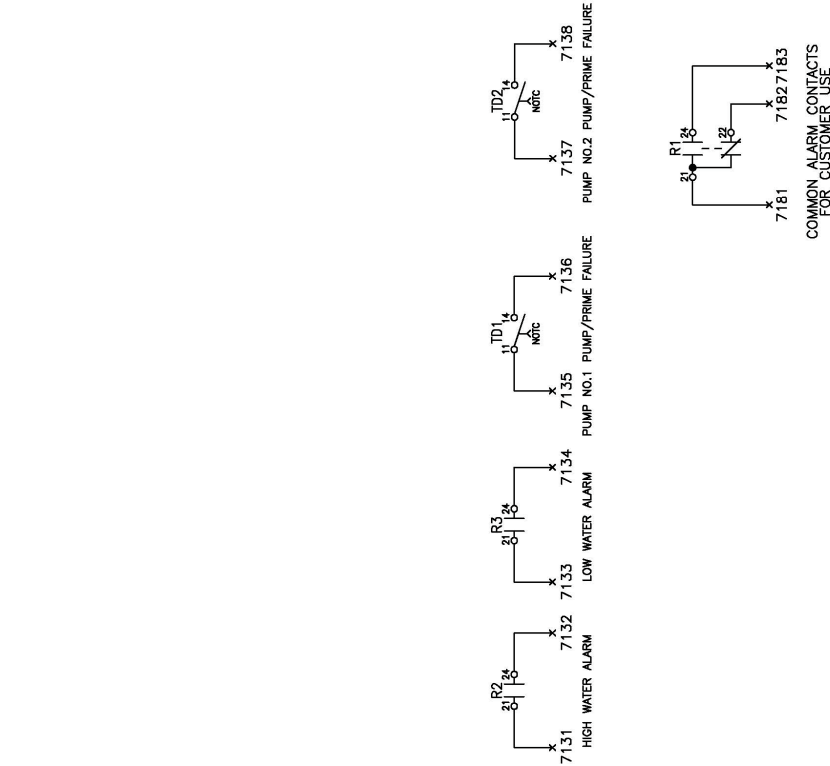 R2
21
24
7131
7132
HIGH WATER ALARM
R3
21
24
7133
7134
LOW WATER ALARM
TD1
11
14
NOTC
7135
7136
PUMP NO.1 PUMP/PRIME FAILURE
TD2
11
14
NOTC
7137
7138
PUMP NO.2 PUMP/PRIME FAILURE
R1
21
24
22
7181
7182
7183
COMMON ALARM CONTACTS
FOR CUSTOMER USE